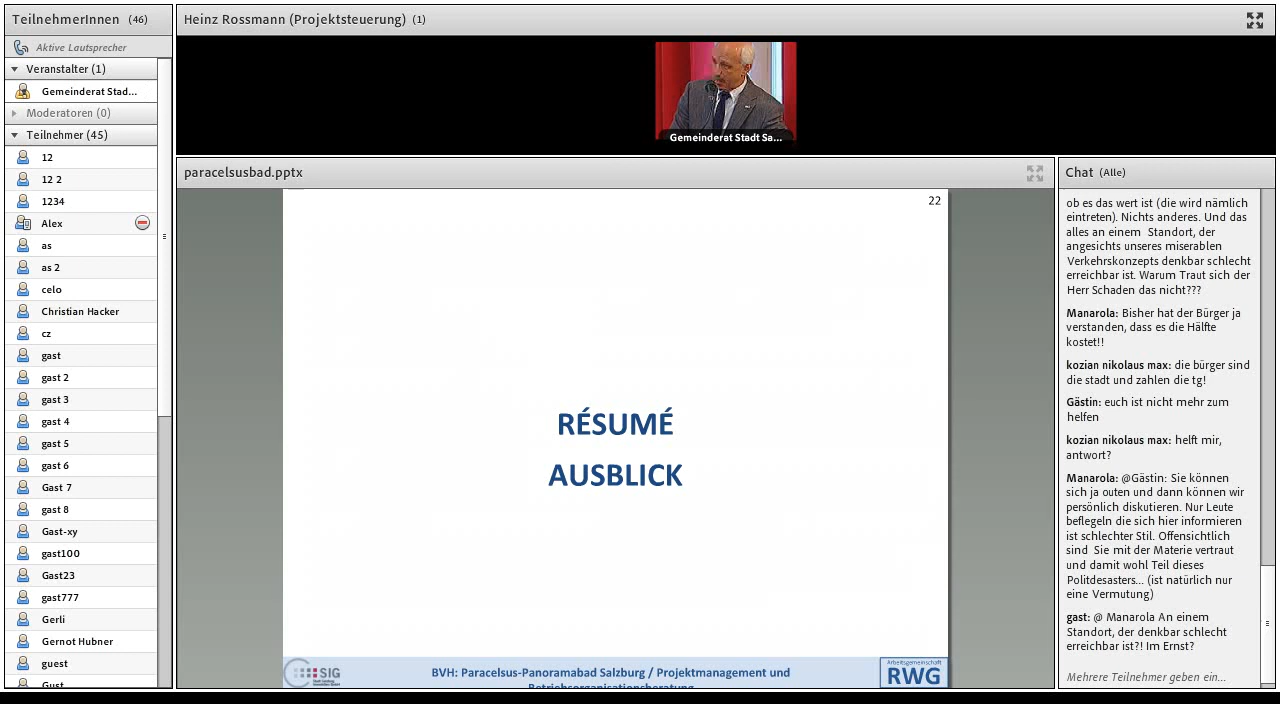 TeilnehmerInnen (46)
Aktive Lautsprecher
Veranstalter (1)
Gemeinderat Stad...
Moderatoren (0)
Teilnehmer (45)
12
12 2
1234
Alex
as
as 2
celo
Christian Hacker
cz
gast
gast 2
gast 3
gast 4
gast 5
gast 6
Gast 7
gast 8
Gast-xy
gast100
Gast23
gast777
Gerli
Gernot Hubner
guest
Gust
Heinz Rossmann (Projektsteuerung) (1)
Gemeinderat Stadt Sa...
paracelsusbad.pptx
22
RÉSUMÉ
AUSBLICK
SIG
BVH: Paracelsus-Panoramabad Salzburg / Projektmanagement und
Betriebsorganisationsberatung
Arbeitsgemeinschaft
RWG
Chat (Alle)
ob es das wert ist (die wird nämlich
eintreten). Nichts anderes. Und das
alles an einem Standort, der
angesichts unseres miserablen
Verkehrskonzepts denkbar schlecht
erreichbar ist. Warum Traut sich der
Herr Schaden das nicht???
Manarola: Bisher hat der Bürger ja
verstanden, dass es die Hälfte
kostet!!
kozian nikolaus max: die bürger sind
die stadt und zahlen die tg!
Gästin: euch ist nicht mehr zum
helfen
kozian nikolaus max: helft mir,
antwort?
Manarola: @Gästin: Sie können
sich ja outen und dann können wir
persönlich diskutieren. Nur Leute
beflegeln die sich hier informieren
ist schlechter Stil. Offensichtlich
sind Sie mit der Materie vertraut
und damit wohl Teil dieses
Politdesasters... (ist natürlich nur
eine Vermutung)
gast: @ Manarola An einem
Standort, der denkbar schlecht
erreichbar ist?! Im Ernst?
Mehrere Teilnehmer geben ein...